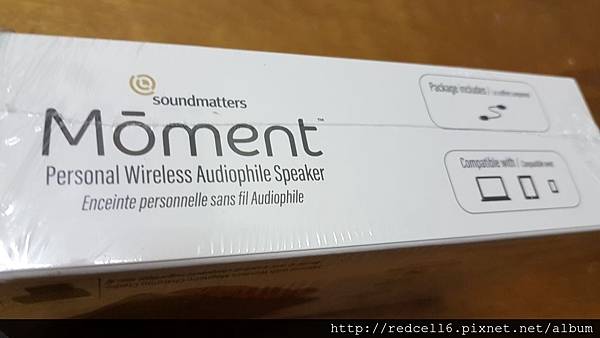 soundmatters
Mōment™
Personal Wireless Audiophile Speaker
Enceinte personnelle sans fil Audiophile
Package includes /
Compatible with /
http://redcell6.pixnet.net/album